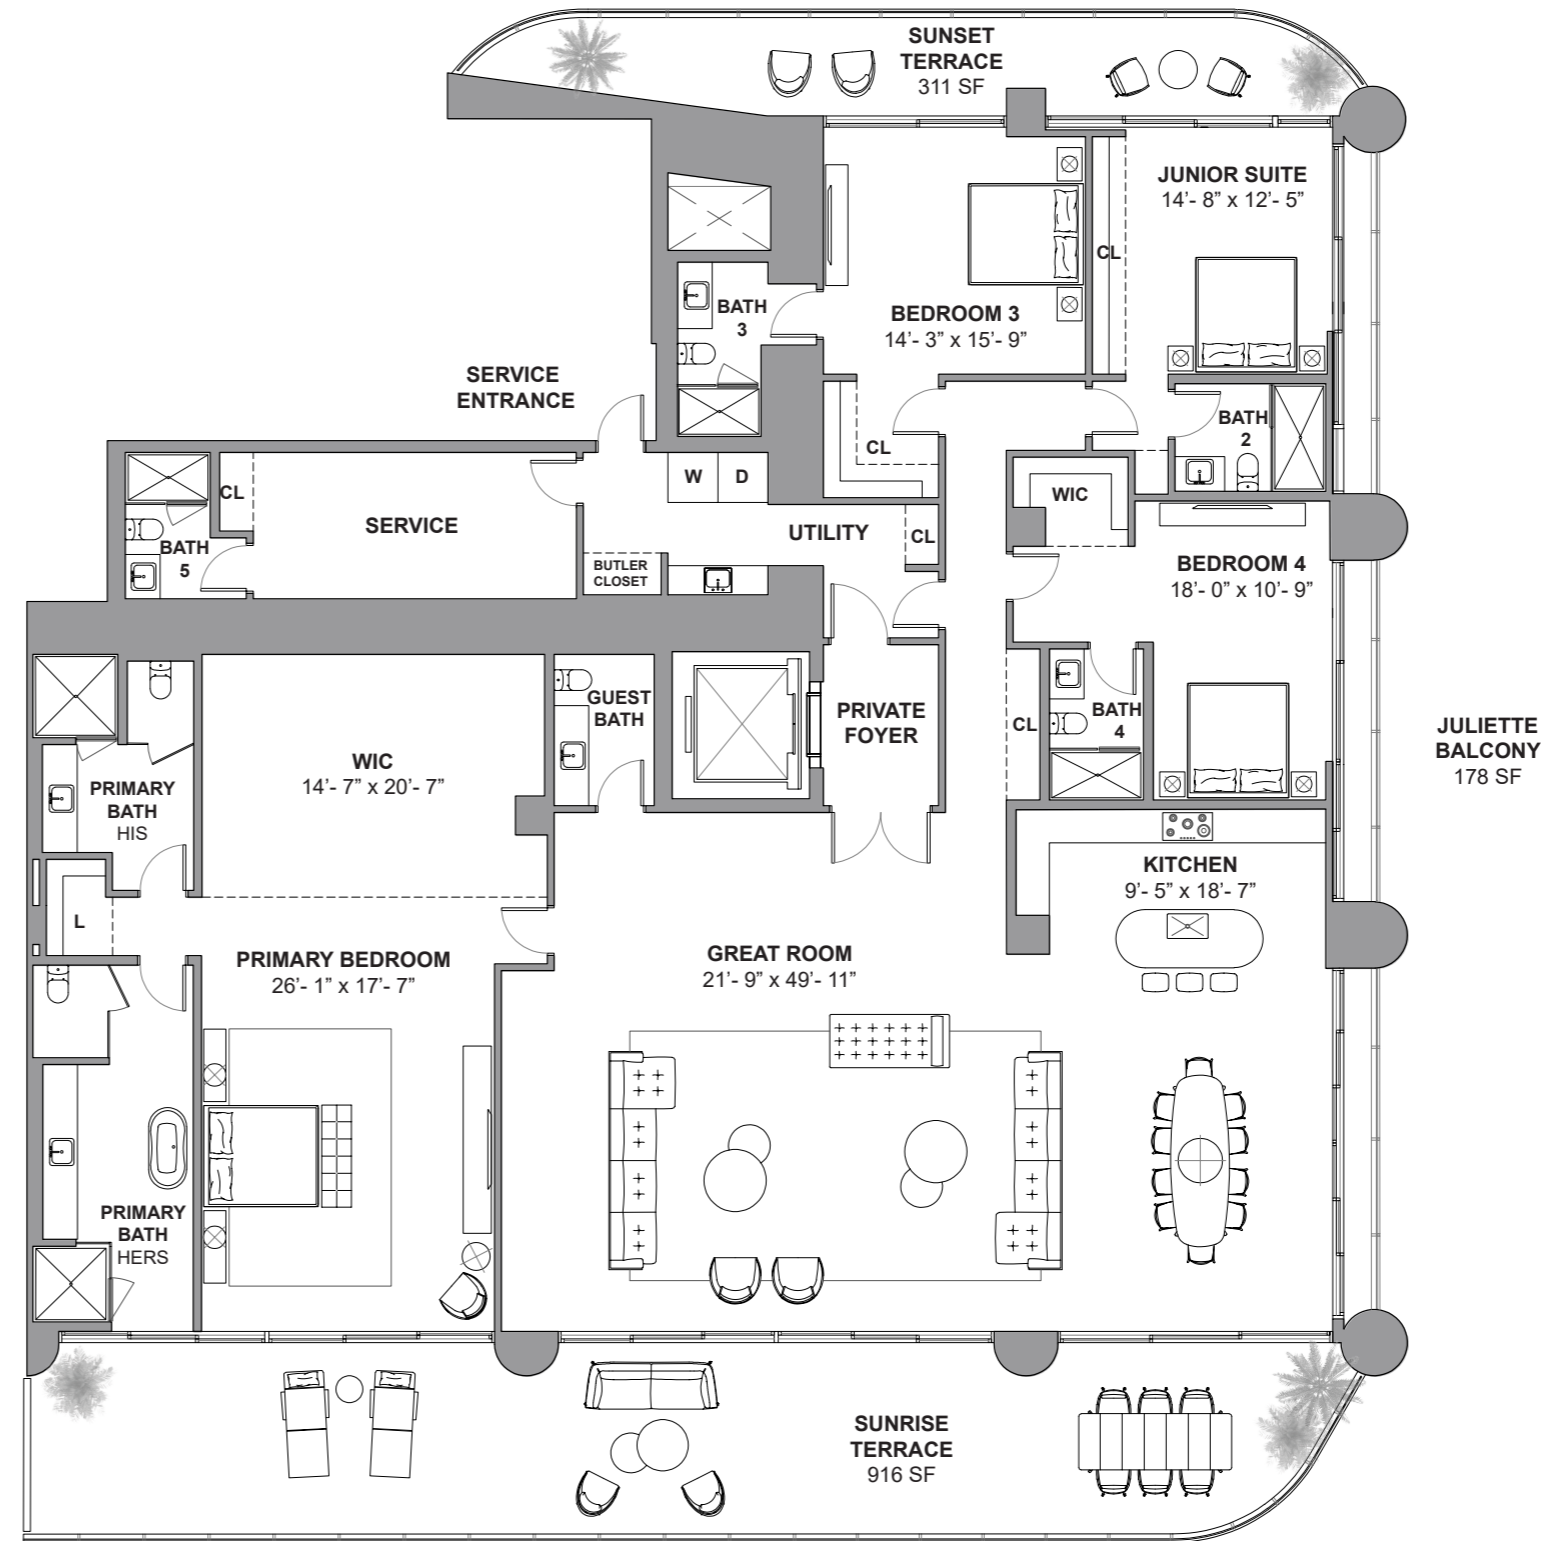 SUNSET
TERRACE
311 SF
JUNIOR SUITE
14’- 8” x 12’- 5”
CL
BATH
3
BEDROOM 3
14’- 3” x 15’- 9”
SERVICE
ENTRANCE
BATH
2
CL
W
D
WIC
CL
SERVICE
UTILITY
CL
BATH
5
BUTLER
CLOSET
BEDROOM 4
18’- 0” x 10’- 9”
GUEST
BATH
PRIVATE
FOYER
CL
BATH
4
JULIETTE
BALCONY
178 SF
WIC
14’- 7” x 20’- 7”
PRIMARY
BATH
HIS
KITCHEN
9’- 5” x 18’- 7”
L
PRIMARY BEDROOM
26’- 1” x 17’- 7”
GREAT ROOM
21’- 9” x 49’- 11”
PRIMARY
BATH
HERS
SUNRISE
TERRACE
916 SF